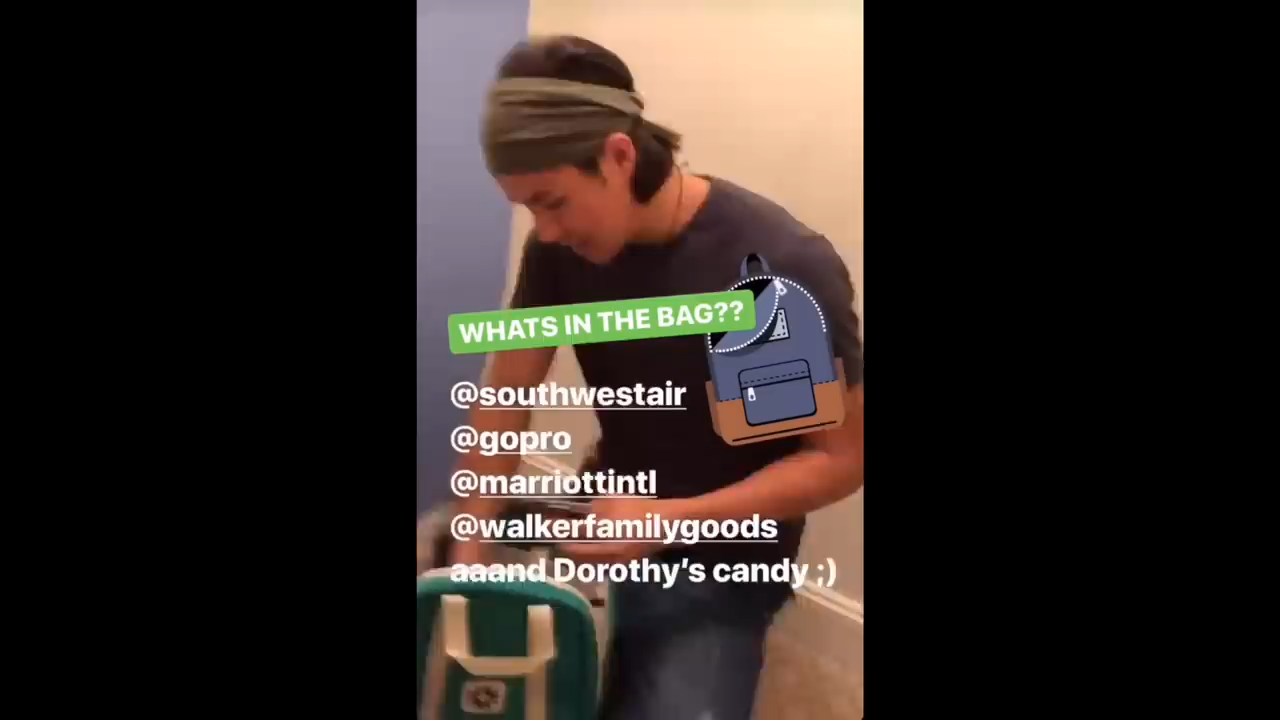 WHATS IN THE BAG??
@southwestair
@gopro
@marriottintl
@walkerfamilygoods
aaand Dorothy's candy ;)